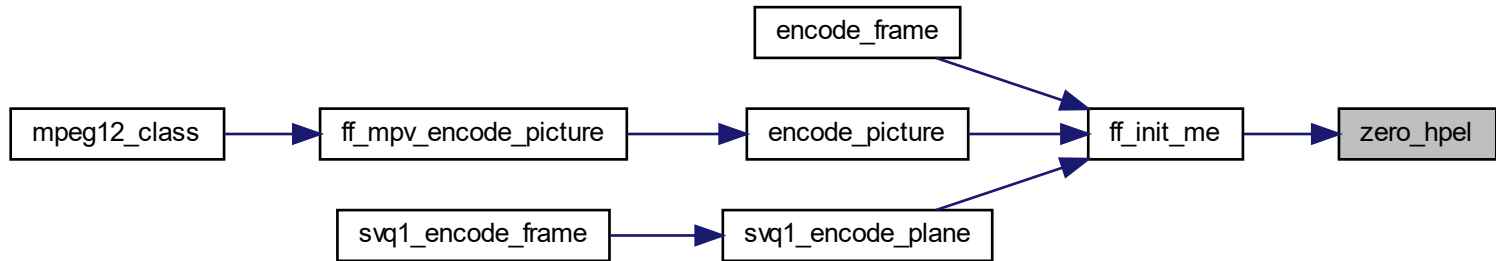 encode_frame
mpeg12_class
ff_mpv_encode_picture
encode_picture
ff_init_me
zero_hpel
svq1_encode_frame
svq1_encode_plane